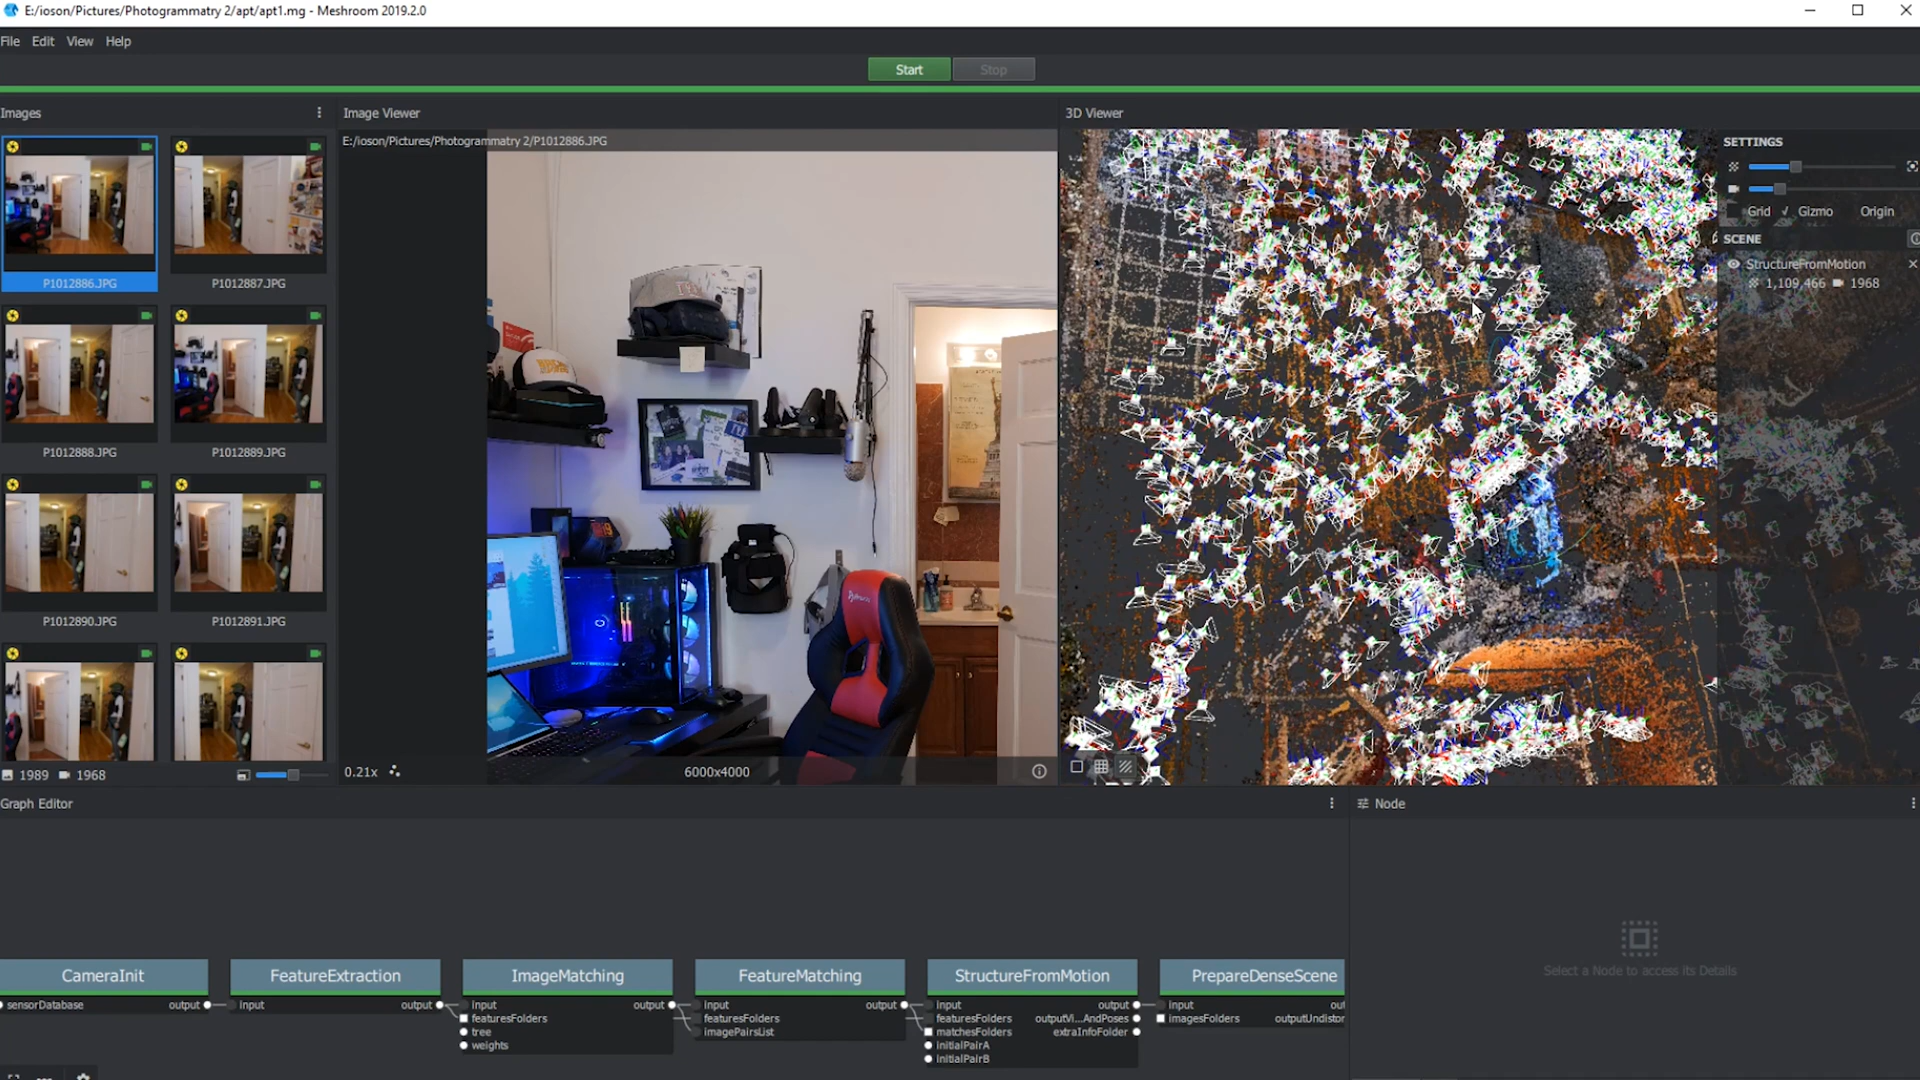 E:/ioson/Pictures/Photogrammatry 2/apt/apt1.mg - Meshroom 2019.2.0
File Edit View Help
Start Stop
Images
Image Viewer
3D Viewer
E:/ioson/Pictures/Photogrammatry 2/P1012886.JPG
SETTINGS
Grid Gizmo Origin
SCENE
StructureFromMotion
1,109,466 1968
P1012886.JPG P1012887.JPG
P1012888.JPG P1012889.JPG
P1012890.JPG P1012891.JPG
1989 1968
0.21x
6000x4000
Graph Editor
Node
CameraInit
sensorDatabase output
FeatureExtraction
input output
ImageMatching
input output
featuresFolders
tree
weights
FeatureMatching
input output
featuresFolders
imagePairsList
StructureFromMotion
input output
featuresFolders outputVi...AndPoses
matchesFolders extraInfoFolder
initialPairA
initialPairB
PrepareDenseScene
input out
imagesFolders outputUndistor
Select a Node to access its Details